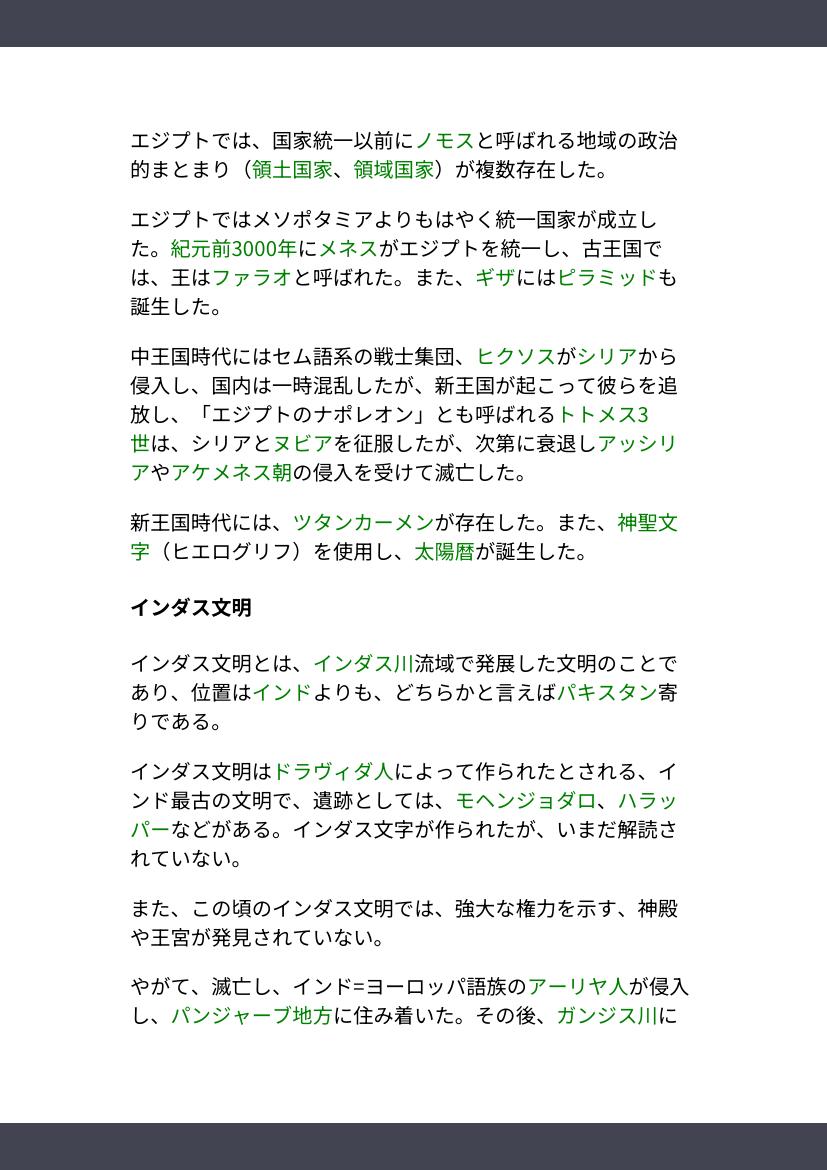 エジプトでは、国家統一以前にノモスと呼ばれる地域の政治
的まとまり（領土国家、領域国家）が複数存在した。
エジプトではメソポタミアよりもはやく統一国家が成立し
た。紀元前3000年にメネスがエジプトを統一し、古王国で
は、王はファラオと呼ばれた。また、ギザにはピラミッドも
誕生した。
中王国時代にはセム語系の戦士集団、ヒクソスがシリアから
侵入し、国内は一時混乱したが、新王国が起こって彼らを追
放し、「エジプトのナポレオン」とも呼ばれるトトメス3
世は、シリアとヌビアを征服したが、次第に衰退しアッシリ
アやアケメネス朝の侵入を受けて滅亡した。
新王国時代には、ツタンカーメンが存在した。また、神聖文
字（ヒエログリフ）を使用し、太陽暦が誕生した。
インダス文明
インダス文明とは、インダス川流域で発展した文明のことで
あり、位置はインドよりも、どちらかと言えばパキスタン寄
りである。
インダス文明はドラヴィダ人によって作られたとされる、イ
ンド最古の文明で、遺跡としては、モヘンジョダロ、ハラッ
パーなどがある。インダス文字が作られたが、いまだ解読さ
れていない。
また、この頃のインダス文明では、強大な権力を示す、神殿
や王宮が発見されていない。
やがて、滅亡し、インド=ヨーロッパ語族のアーリヤ人が侵入
し、パンジャーブ地方に住み着いた。その後、ガンジス川に